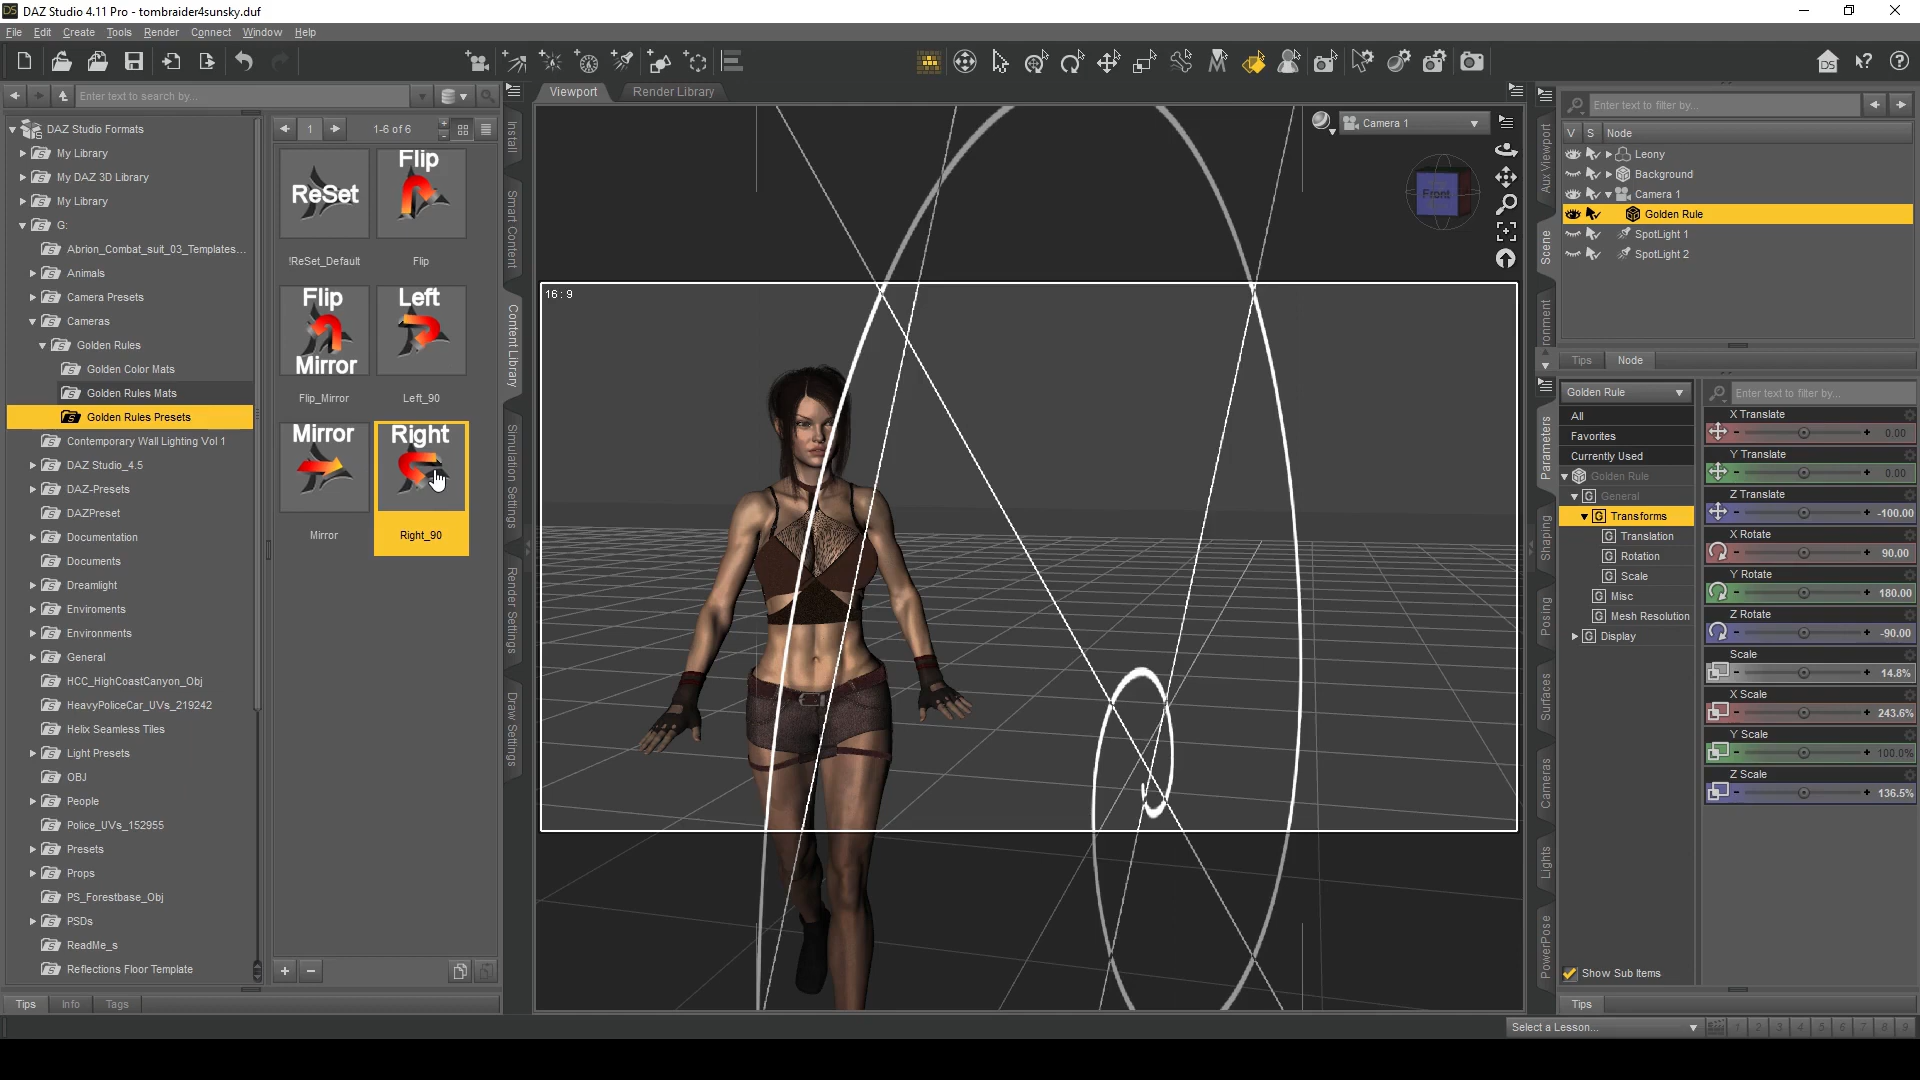 DAZ Studio 4.11 Pro - tombraider4sunsky.duf
File Edit Create Tools Render Connect Window Help
Enter text to search by...
DAZ Studio Formats
My Library
My DAZ 3D Library
My Library
G:
Abrion_Combat_suit_03_Templates...
Animals
Camera Presets
Cameras
Golden Rules
Golden Color Mats
Golden Rules Mats
Golden Rules Presets
Contemporary Wall Lighting Vol 1
DAZ Studio_4.5
DAZ-Presets
DAZPreset
Documentation
Documents
Dreamlight
Enviroments
Environments
General
HCC_HighCoastCanyon_Obj
HeavyPoliceCar_UVs_219242
Helix Seamless Tiles
Light Presets
OBJ
People
Police_UVs_152955
Presets
Props
PS_Forestbase_Obj
PSDs
ReadMe_s
Reflections Floor Template
Tips Info Tags
1 1-6 of 6
ReSet
!ReSet_Default
Flip
Flip
Flip
Mirror
Flip_Mirror
Left
Left_90
Mirror
Mirror
Right
Right_90
Install
Smart Content
Content Library
Simulation Settings
Render Settings
Draw Settings
Viewport Render Library
Camera 1
Front
16 : 9
Aux Viewport
Scene
ironment
Enter text to filter by...
V S Node
Leony
Background
Camera 1
Golden Rule
SpotLight 1
SpotLight 2
Tips Node
Parameters
Shaping
Posing
Surfaces
Cameras
Lights
PowerPose
Golden Rule
Enter text to filter by...
All
Favorites
Currently Used
Golden Rule
General
Transforms
Translation
Rotation
Scale
Misc
Mesh Resolution
Display
Show Sub Items
X Translate
0.00
Y Translate
0.00
Z Translate
-100.00
X Rotate
90.00
Y Rotate
180.00
Z Rotate
-90.00
Scale
14.8%
X Scale
243.6%
Y Scale
100.0%
Z Scale
136.5%
Tips
Select a Lesson...
1 2 3 4 5 6 7 8 9